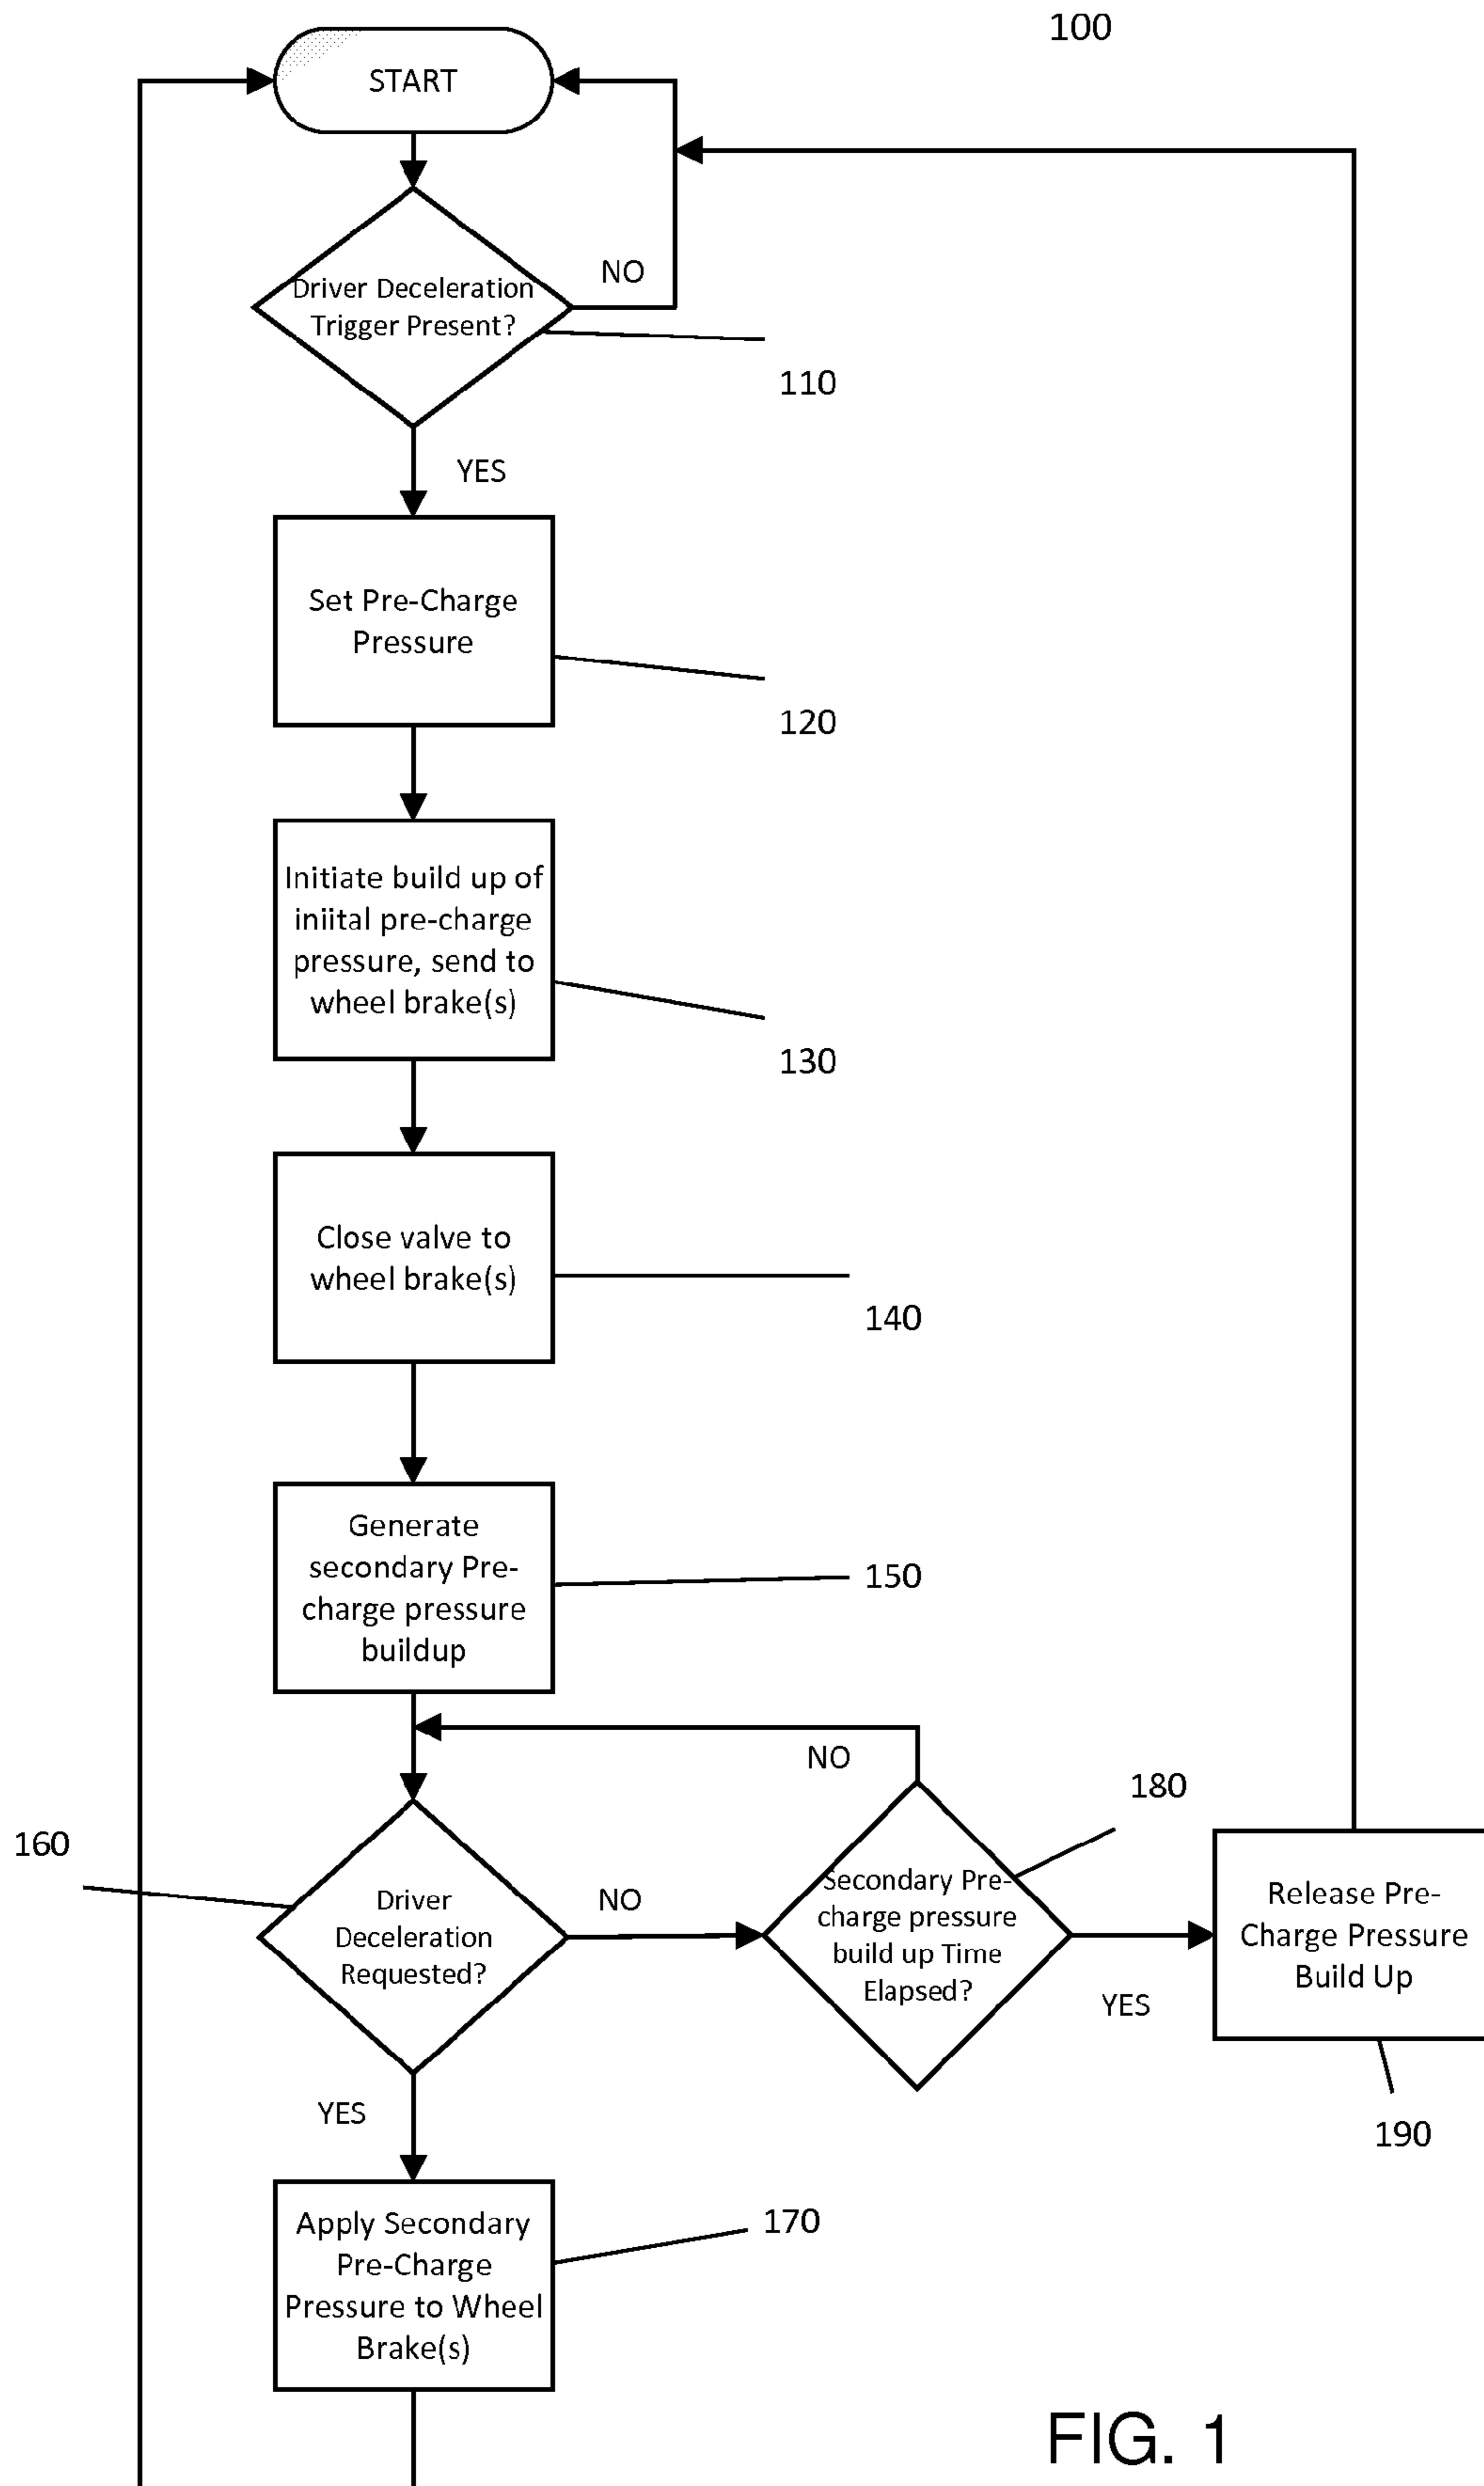 100
START
NO
Driver Deceleration
Trigger Present?
110
YES
Set Pre-Charge
Pressure
120
Initiate build up of
iniital pre-charge
pressure, send to
wheel brake(s)
130
Close valve to
wheel brake(s)
140
Generate
secondary Pre-
charge pressure
buildup
150
NO
180
160
Driver
Deceleration
Requested?
NO
Secondary Pre-
charge pressure
build up Time
Elapsed?
YES
Release Pre-
Charge Pressure
Build Up
190
YES
Apply Secondary
Pre-Charge
Pressure to Wheel
Brake(s)
170
FIG. 1